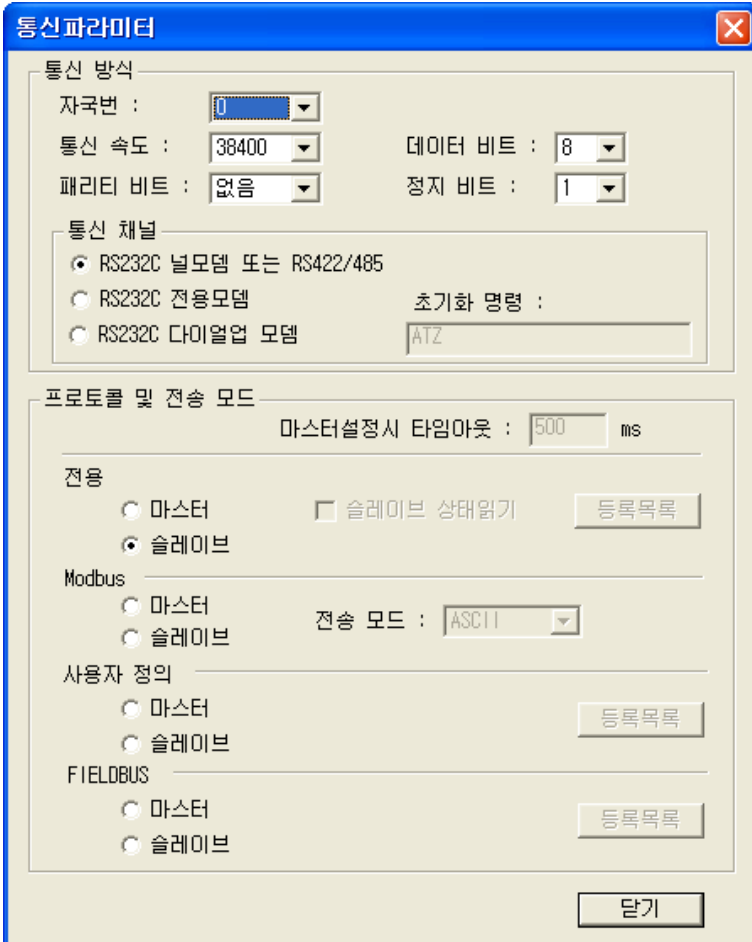 통신파라미터
통신 방식
자국번 : 0
통신 속도 : 38400 데이터 비트 : 8
패리티 비트 : 없음 정지 비트 : 1
통신 채널
RS232C 널모뎀 또는 RS422/485
RS232C 전용모뎀 초기화 명령 :
RS232C 다이얼업 모뎀 ATZ
프로토콜 및 전송 모드
마스터설정시 타임아웃 : 500 ms
전용
마스터 슬레이브 상태읽기 등록목록
슬레이브
Modbus
마스터 전송 모드 : ASCII
슬레이브
사용자 정의
마스터 등록목록
슬레이브
FIELDBUS
마스터 등록목록
슬레이브
닫기